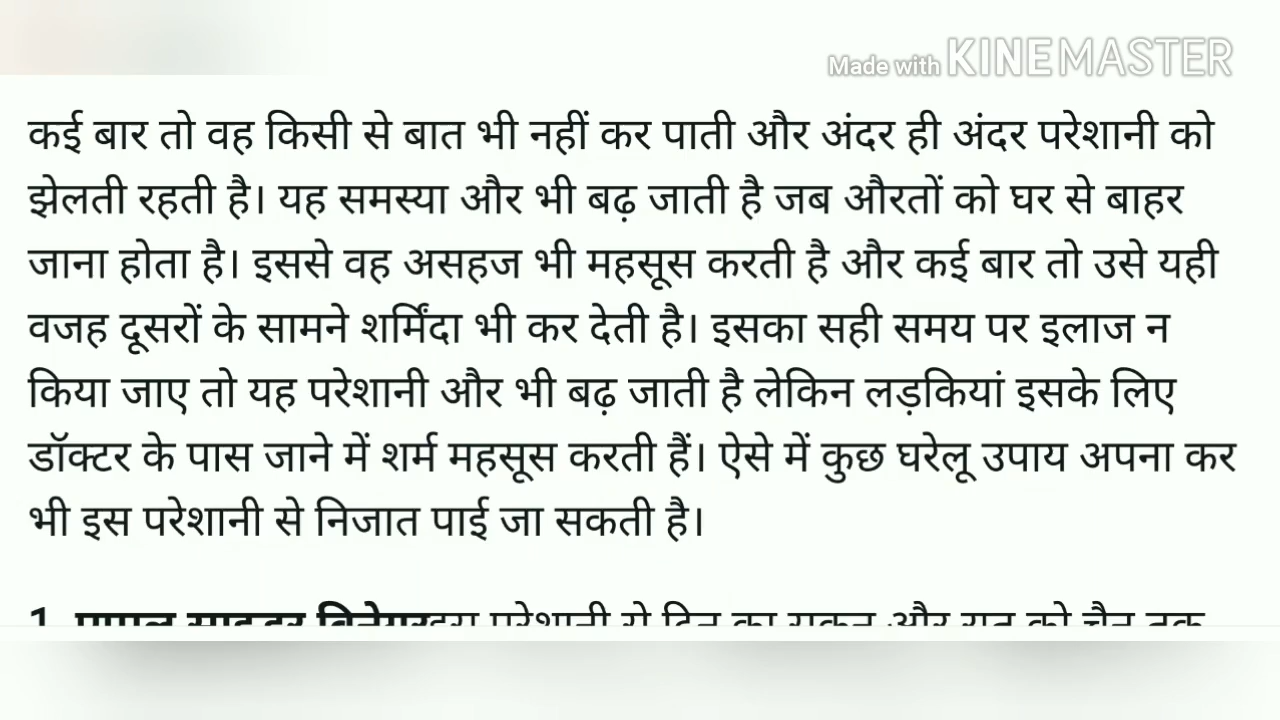 Made with KINEMASTER
कई बार तो वह किसी से बात भी नहीं कर पाती और अंदर ही अंदर परेशानी को
झेलती रहती है। यह समस्या और भी बढ़ जाती है जब औरतों को घर से बाहर
जाना होता है। इससे वह असहज भी महसूस करती है और कई बार तो उसे यही
वजह दूसरों के सामने शर्मिंदा भी कर देती है। इसका सही समय पर इलाज न
किया जाए तो यह परेशानी और भी बढ़ जाती है लेकिन लड़कियां इसके लिए
डॉक्टर के पास जाने में शर्म महसूस करती हैं। ऐसे में कुछ घरेलू उपाय अपना कर
भी इस परेशानी से निजात पाई जा सकती है।